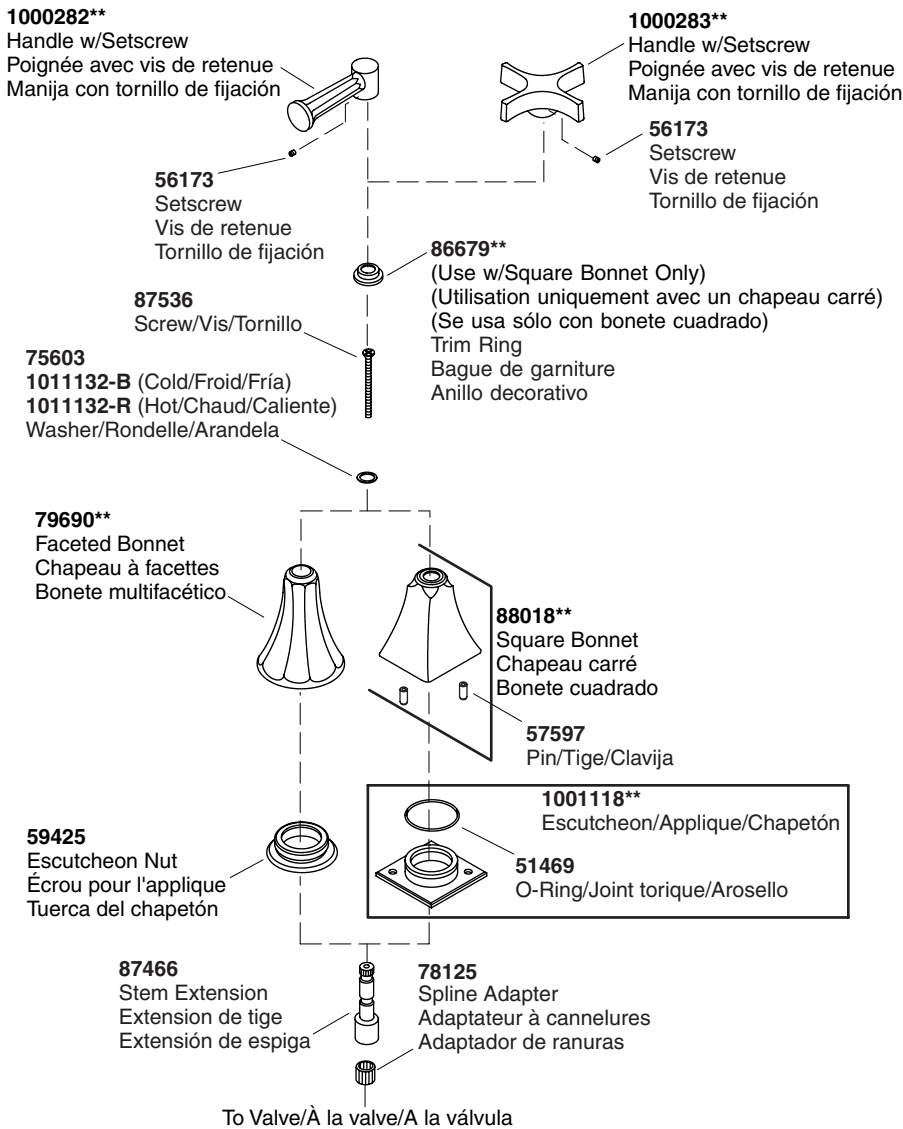 1000282**
Handle w/Setscrew
Poignée avec vis de retenue
Manija con tornillo de fijación
1000283**
Handle w/Setscrew
Poignée avec vis de retenue
Manija con tornillo de fijación
56173
Setscrew
Vis de retenue
Tornillo de fijación
56173
Setscrew
Vis de retenue
Tornillo de fijación
86679**
(Use w/Square Bonnet Only)
(Utilisation uniquement avec un chapeau carré)
(Se usa sólo con bonete cuadrado)
Trim Ring
Bague de garniture
Anillo decorativo
87536
Screw/Vis/Tornillo
75603
1011132-B (Cold/Froid/Fría)
1011132-R (Hot/Chaud/Caliente)
Washer/Rondelle/Arandela
79690**
Faceted Bonnet
Chapeau à facettes
Bonete multifacético
88018**
Square Bonnet
Chapeau carré
Bonete cuadrado
57597
Pin/Tige/Clavija
1001118**
Escutcheon/Applique/Chapetón
51469
O-Ring/Joint torique/Arosello
59425
Escutcheon Nut
Écrou pour l'applique
Tuerca del chapetón
87466
Stem Extension
Extension de tige
Extensión de espiga
78125
Spline Adapter
Adaptateur à cannelures
Adaptador de ranuras
To Valve/À la valve/A la válvula